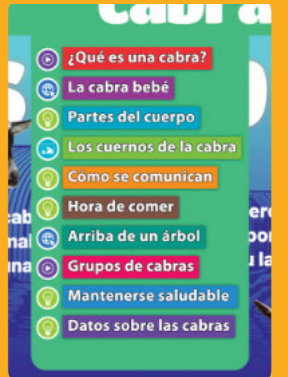 cabra
¿Qué es una cabra?
La cabra bebé
Partes del cuerpo
Los cuernos de la cabra
Cómo se comunican
Hora de comer
Arriba de un árbol
Grupos de cabras
Mantenerse saludable
Datos sobre las cabras